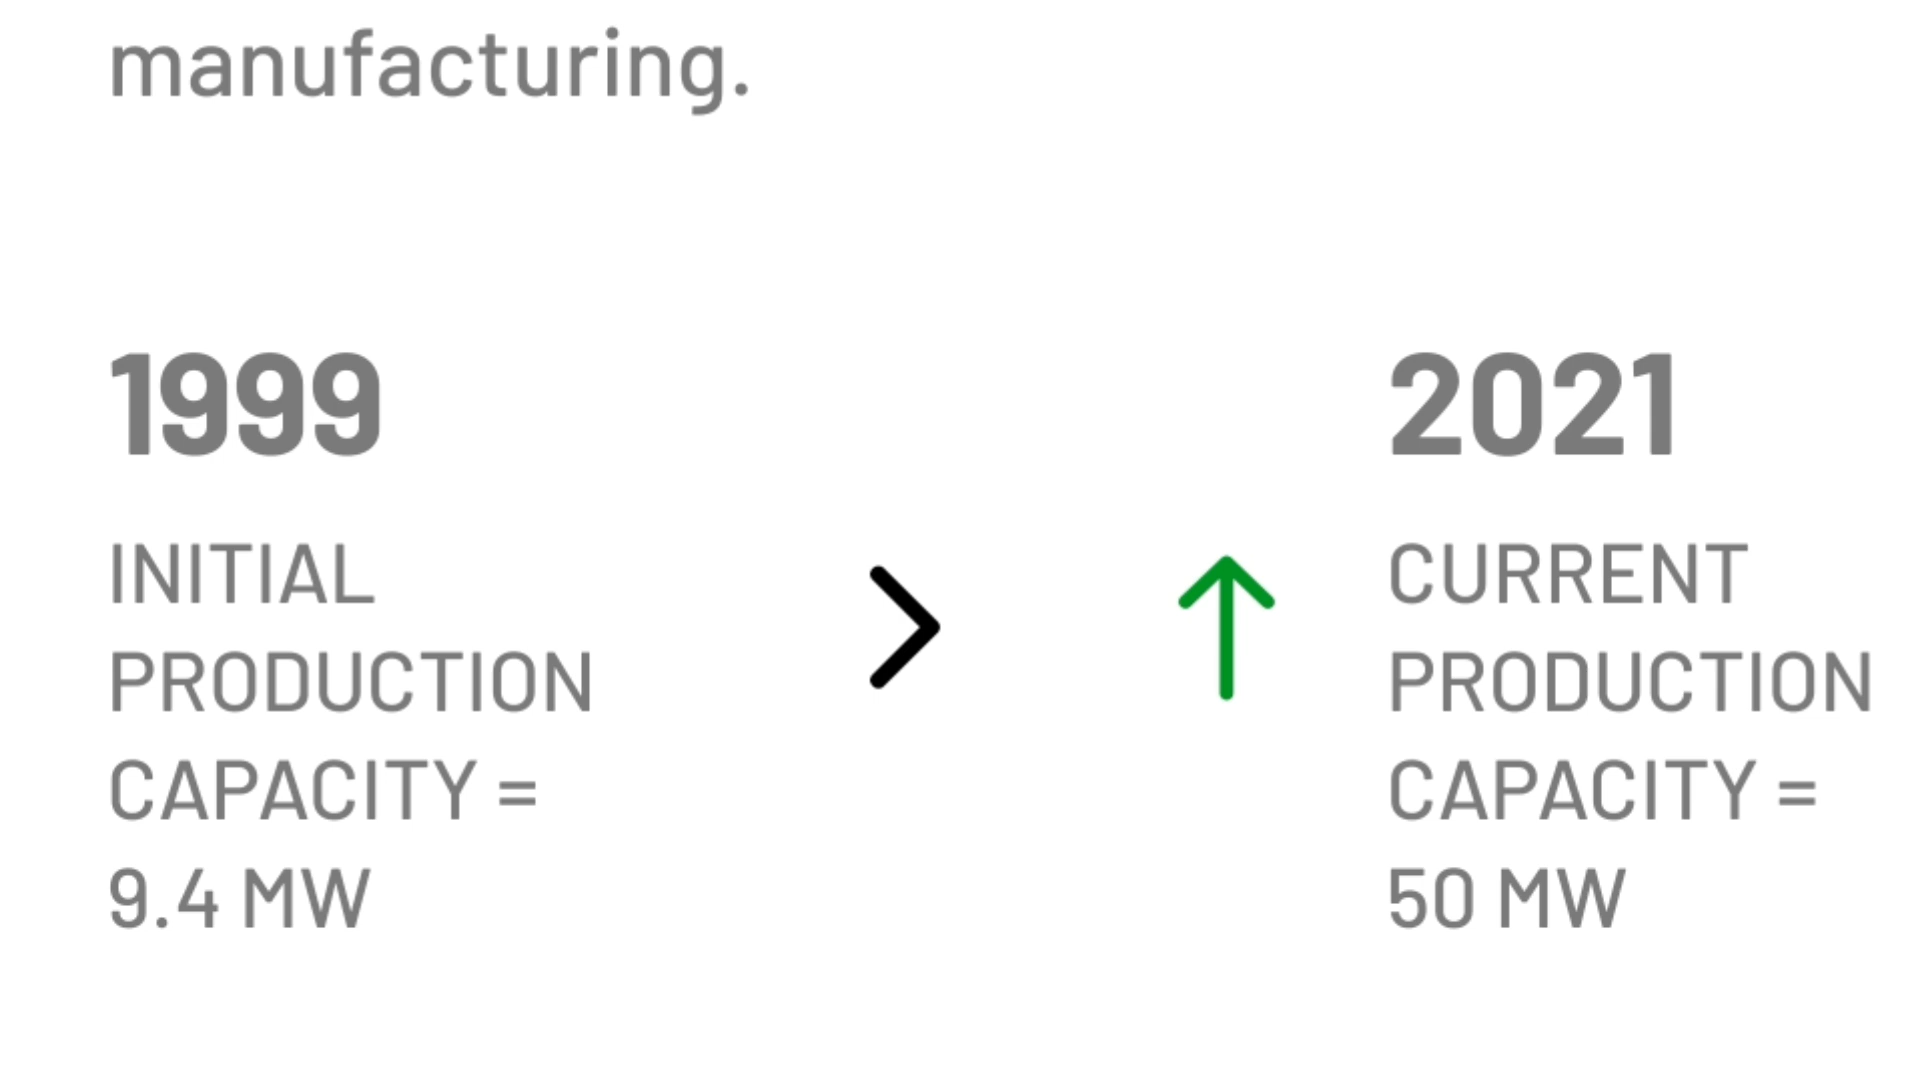 manufacturing.
1999
INITIAL
PRODUCTION
CAPACITY =
9.4 MW
2021
CURRENT
PRODUCTION
CAPACITY =
50 MW